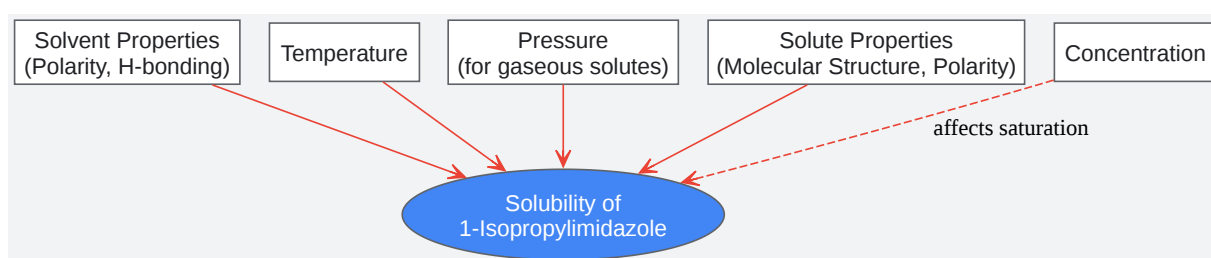 Solvent Properties
(Polarity, H-bonding)
Temperature
Pressure
(for gaseous solutes)
Solute Properties
(Molecular Structure, Polarity)
Concentration
affects saturation
Solubility of
1-Isopropylimidazole